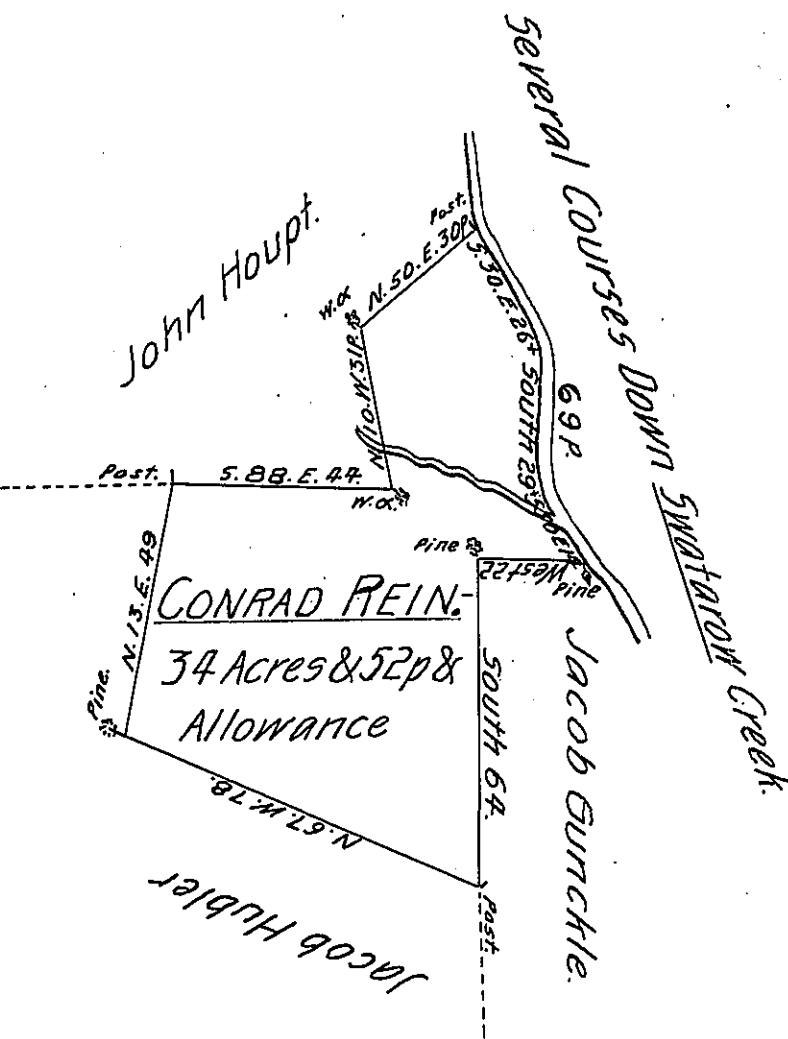 Several Courses Down Swatarow Creek.
69 P.
John Houpt.
Post.
N.50.E.30P.
S.30.E.26+
South 29+
W.O
N.10.W.31P.
W.O.
S.88.E.44.
Post.
N.13.E.49
Pine.
N.67.W.78.
Post.
South 64.
Pine
West 22
Pine
CONRAD REIN.-
34 Acres & 52p &
Allowance
Jacob Gunckle.
Jacob Hubler